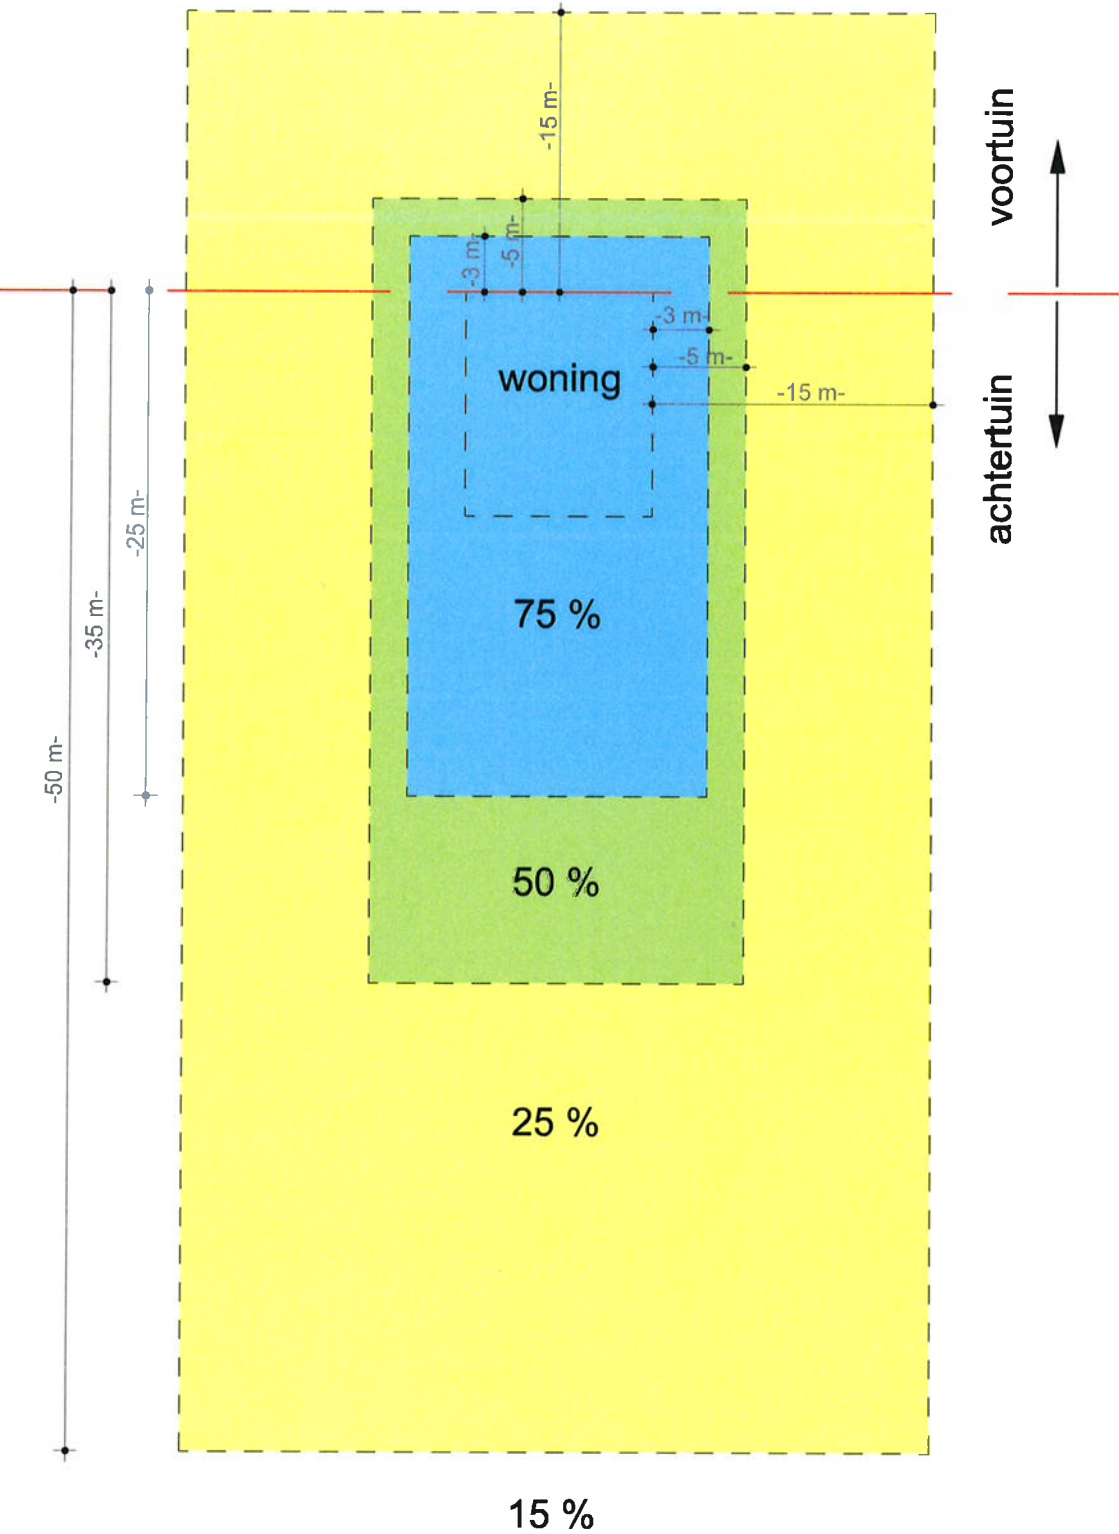 -15 m-
voortuin
-3 m-
-5 m-
-3 m-
-5 m-
-15 m-
woning
achtertuin
-25 m-
-35 m-
-50 m-
75 %
50 %
25 %
15 %